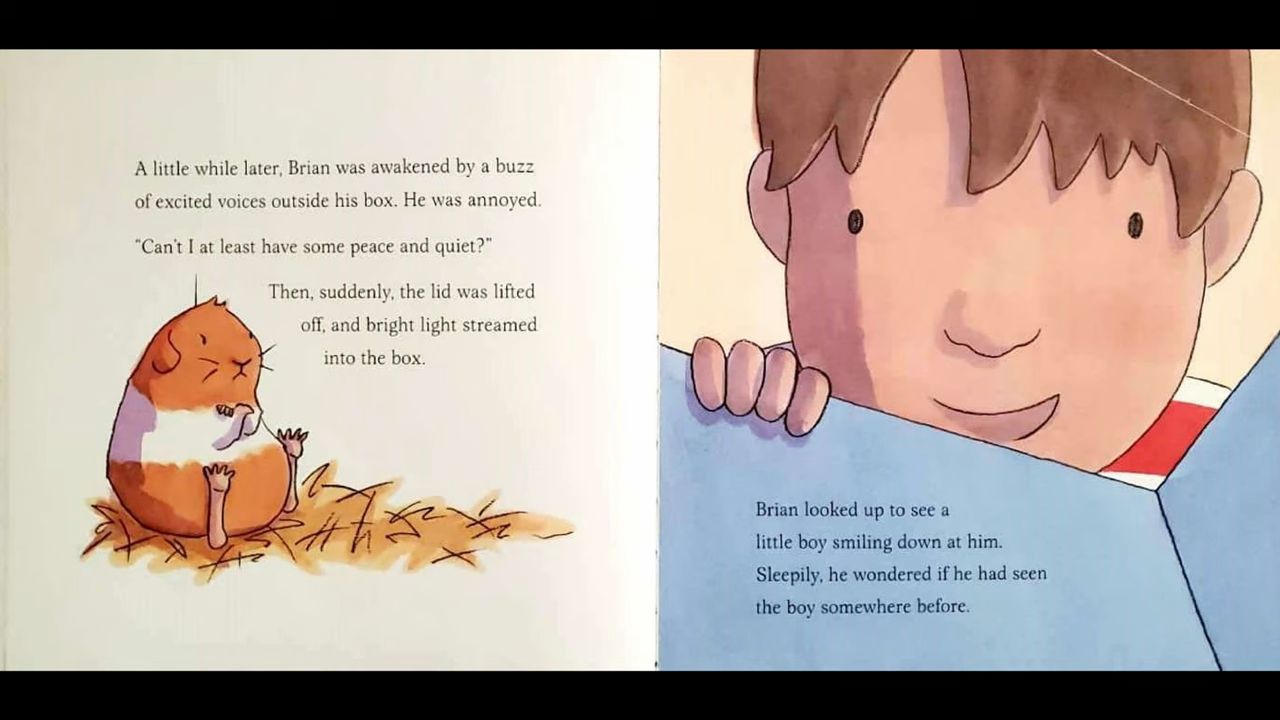 A little while later, Brian was awakened by a buzz
of excited voices outside his box. He was annoyed.
“Can’t I at least have some peace and quiet?”
Then, suddenly, the lid was lifted
off, and bright light streamed
into the box.
Brian looked up to see a
little boy smiling down at him.
Sleepily, he wondered if he had seen
the boy somewhere before.